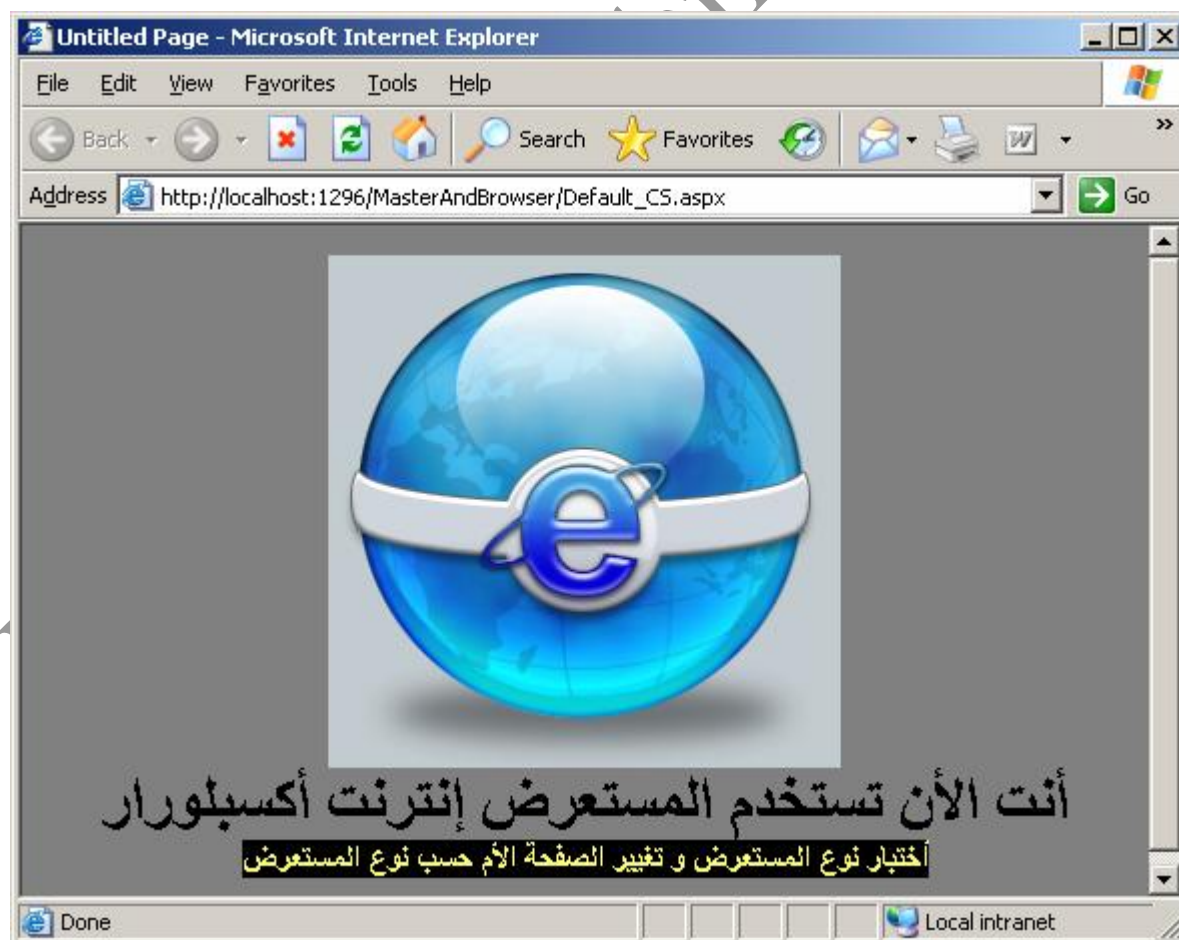 Untitled Page - Microsoft Internet Explorer
File Edit View Favorites Tools Help
Back Search Favorites »
Address http://localhost:1296/MasterAndBrowser/Default_CS.aspx Go
e
أنت الأن تستخدم المستعرض إنترنت أكسبلورار
أختبار نوع المستعرض و تغيير الصفحة الأم حسب نوع المستعرض
Done Local intranet